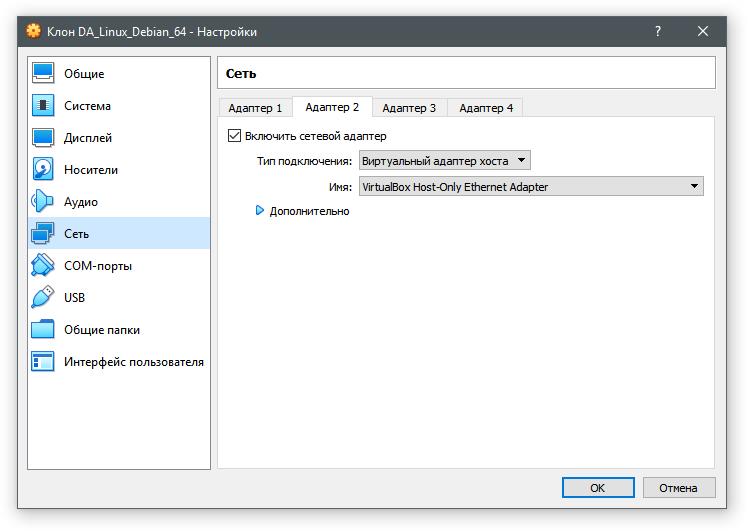 Клон DA_Linux_Debian_64 - Настройки
?
Общие
Система
Дисплей
Носители
Аудио
Сеть
COM-порты
USB
Общие папки
Интерфейс пользователя
Сеть
Адаптер 1 Адаптер 2 Адаптер 3 Адаптер 4
Включить сетевой адаптер
Тип подключения: Виртуальный адаптер хоста
Имя: VirtualBox Host-Only Ethernet Adapter
Дополнительно
OK Отмена